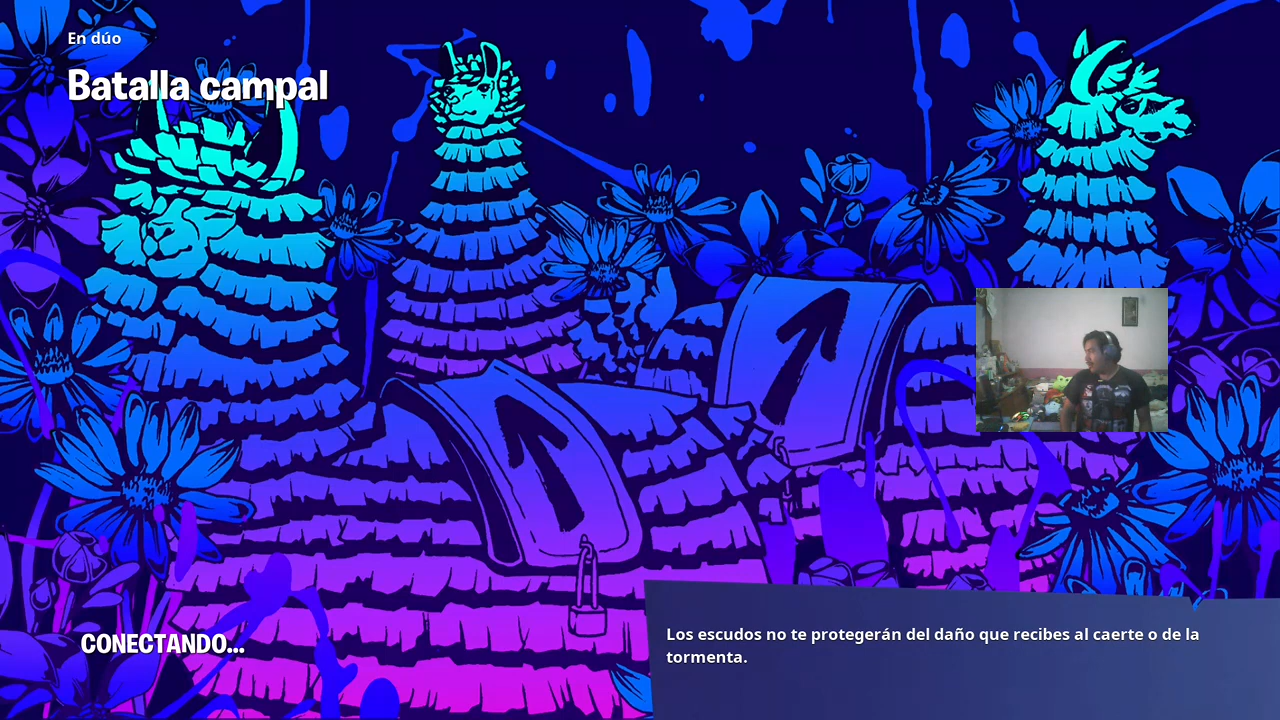 En dúo
Batalla campal
CONECTANDO...
Los escudos no te protegerán del daño que recibes al caerte o de la
tormenta.